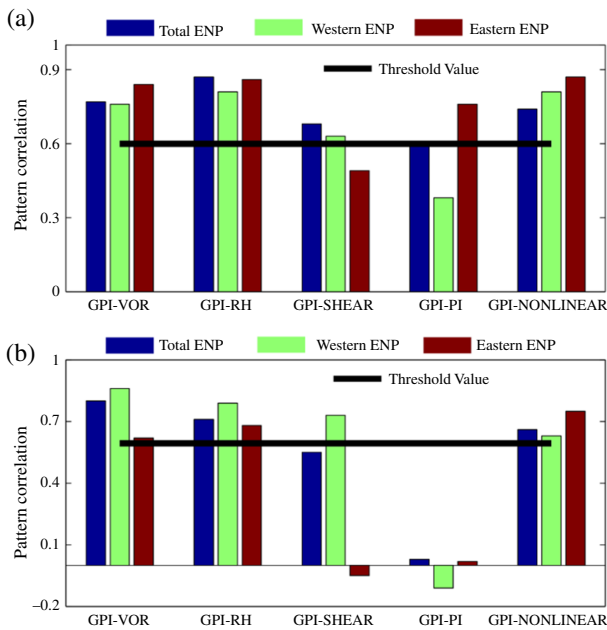 (a)
Total ENP Western ENP Eastern ENP
Threshold Value
Pattern correlation
1
0.9
0.6
0.3
0
GPI-VOR GPI-RH GPI-SHEAR GPI-PI GPI-NONLINEAR
(b)
Total ENP Western ENP Eastern ENP
Threshold Value
Pattern correlation
1
0.7
0.4
0.1
−0.2
GPI-VOR GPI-RH GPI-SHEAR GPI-PI GPI-NONLINEAR